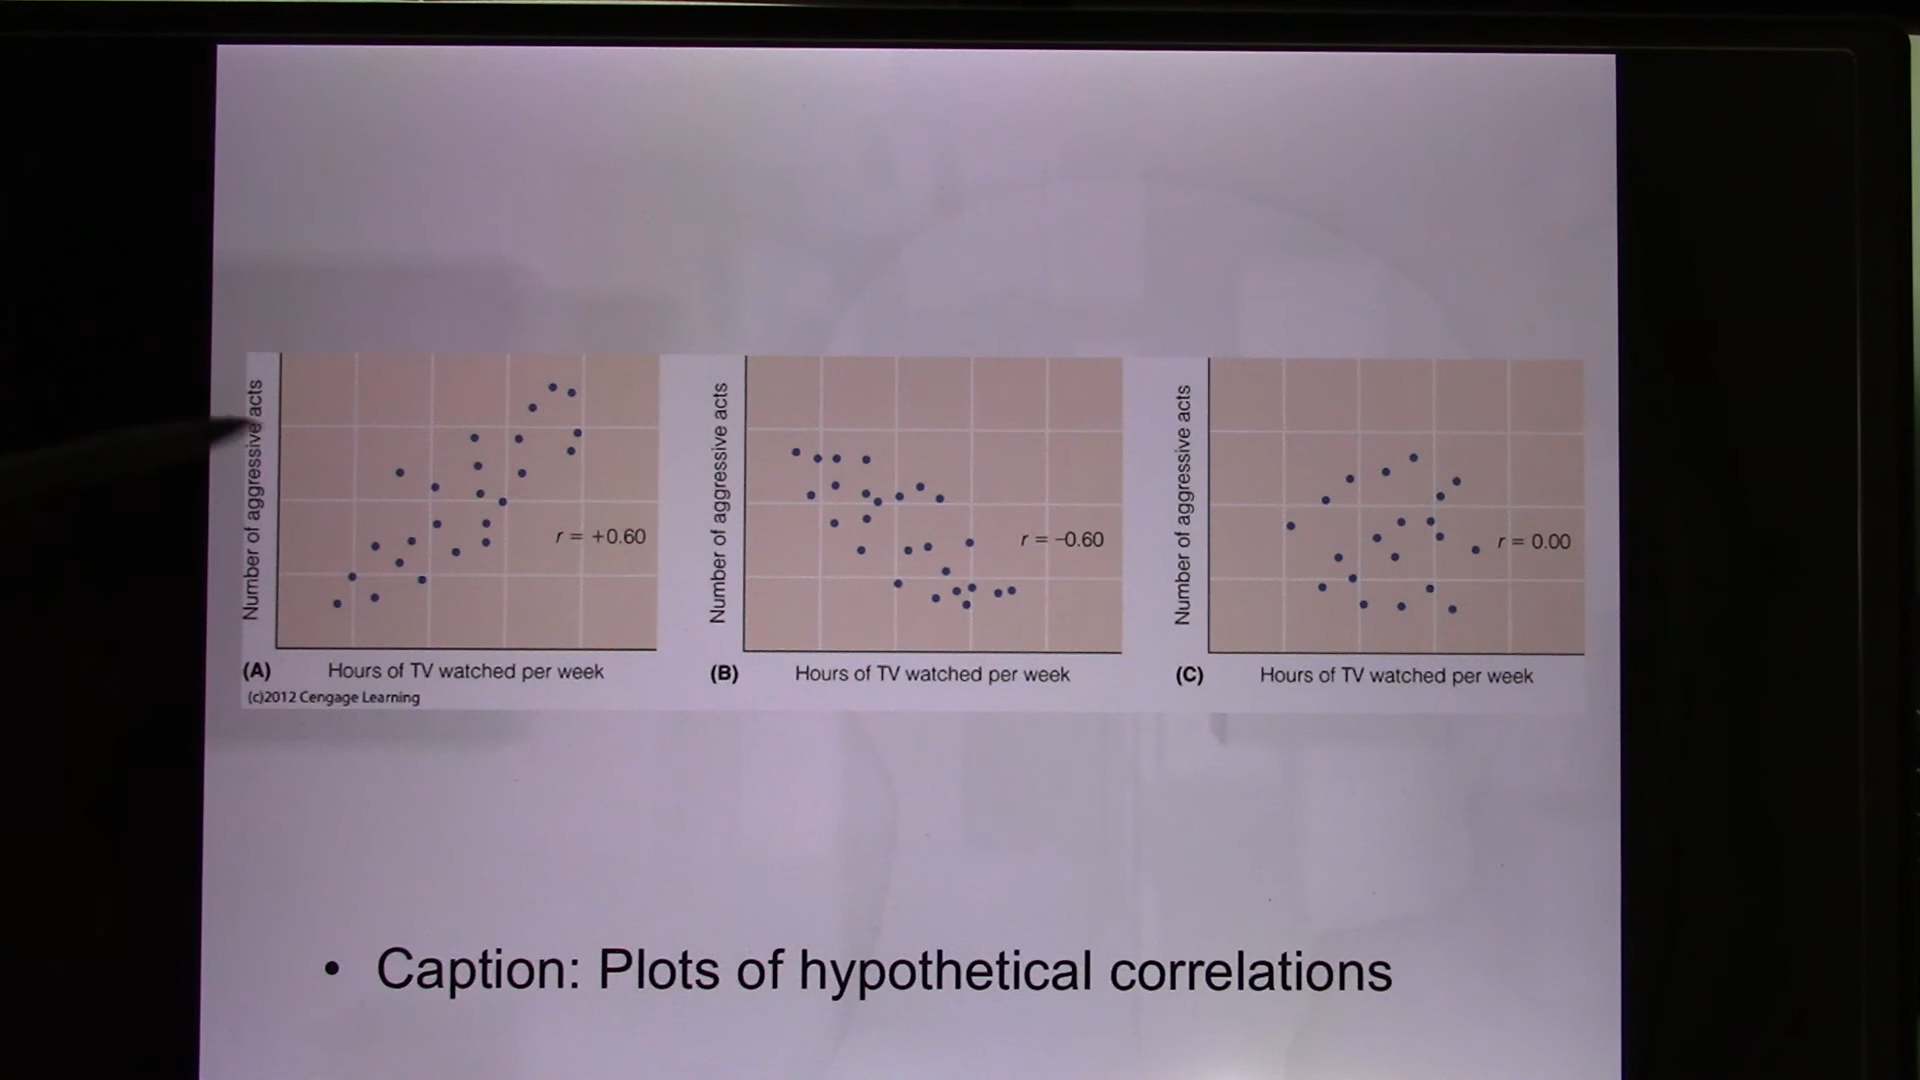 Number of aggressive acts
r = +0.60
(A) Hours of TV watched per week
(c)2012 Cengage Learning
Number of aggressive acts
r = –0.60
(B) Hours of TV watched per week
Number of aggressive acts
r = 0.00
(C) Hours of TV watched per week
• Caption: Plots of hypothetical correlations